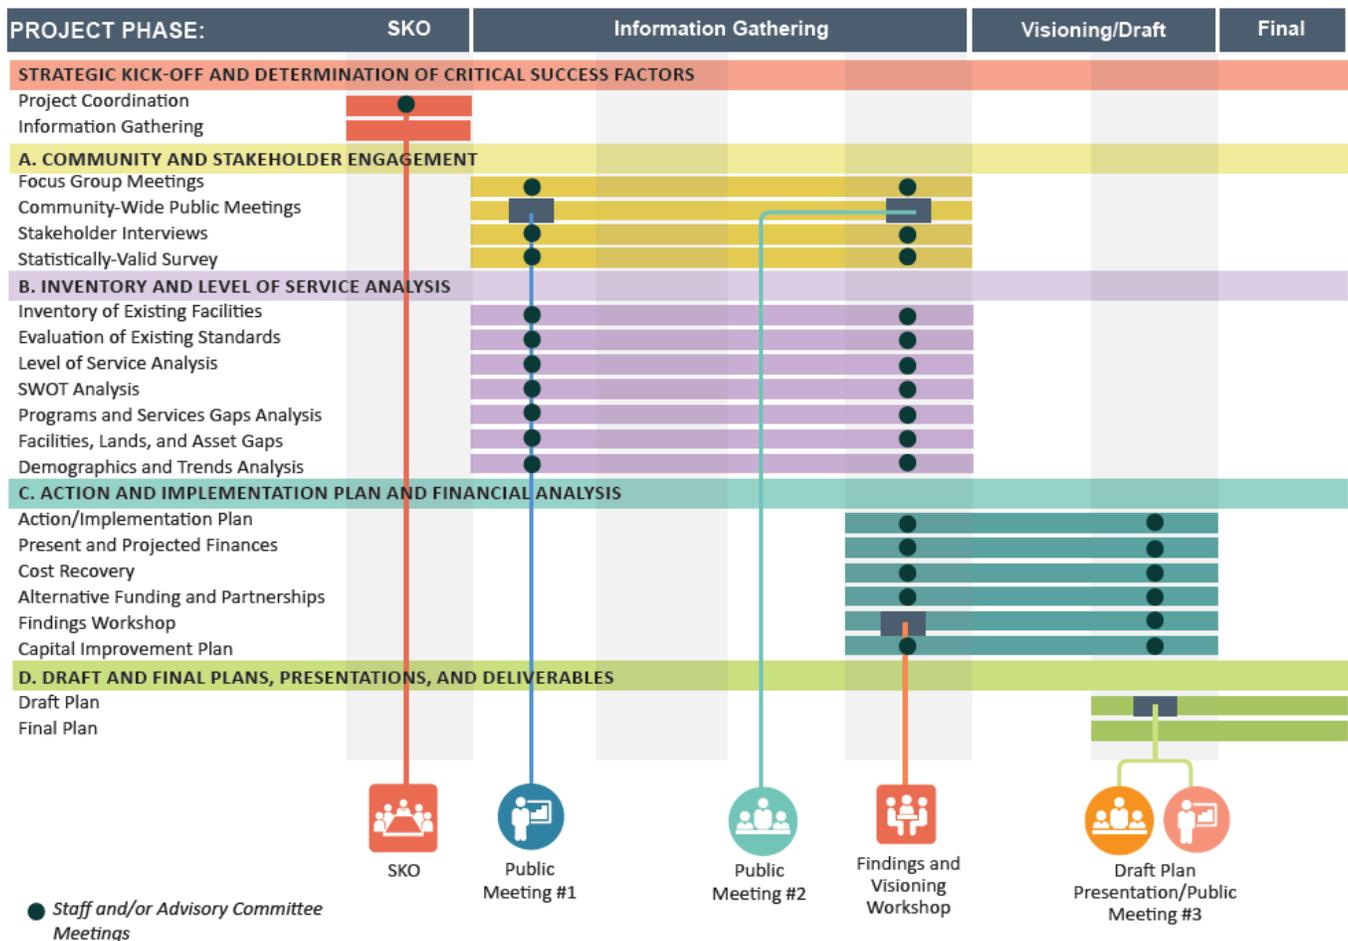 PROJECT PHASE: SKO Information Gathering Visioning/Draft Final
STRATEGIC KICK-OFF AND DETERMINATION OF CRITICAL SUCCESS FACTORS
Project Coordination
Information Gathering
A. COMMUNITY AND STAKEHOLDER ENGAGEMENT
Focus Group Meetings
Community-Wide Public Meetings
Stakeholder Interviews
Statistically-Valid Survey
B. INVENTORY AND LEVEL OF SERVICE ANALYSIS
Inventory of Existing Facilities
Evaluation of Existing Standards
Level of Service Analysis
SWOT Analysis
Programs and Services Gaps Analysis
Facilities, Lands, and Asset Gaps
Demographics and Trends Analysis
C. ACTION AND IMPLEMENTATION PLAN AND FINANCIAL ANALYSIS
Action/Implementation Plan
Present and Projected Finances
Cost Recovery
Alternative Funding and Partnerships
Findings Workshop
Capital Improvement Plan
D. DRAFT AND FINAL PLANS, PRESENTATIONS, AND DELIVERABLES
Draft Plan
Final Plan
SKO
Public
Meeting #1
Public
Meeting #2
Findings and
Visioning
Workshop
Draft Plan
Presentation/Public
Meeting #3
Staff and/or Advisory Committee
Meetings